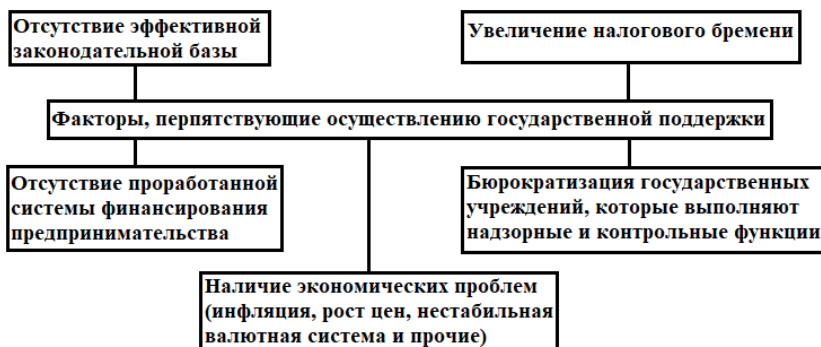 Отсутствие эффективной
законодательной базы
Увеличение налогового бремени
Факторы, перпятствующие осуществлению государственной поддержки
Отсутствие проработанной
системы финансирования
предпринимательства
Бюрократизация государственных
учреждений, которые выполняют
надзорные и контрольные функции
Наличие экономических проблем
(инфляция, рост цен, нестабильная
валютная система и прочие)